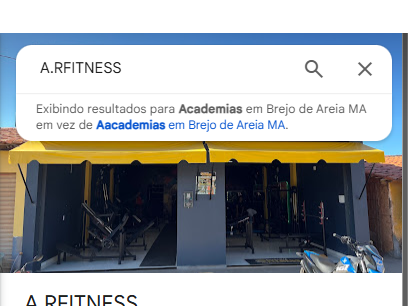 A.RFITNESS
Exibindo resultados para Academias em Brejo de Areia MA
em vez de Aacademias em Brejo de Areia MA.
A.RFITNESS